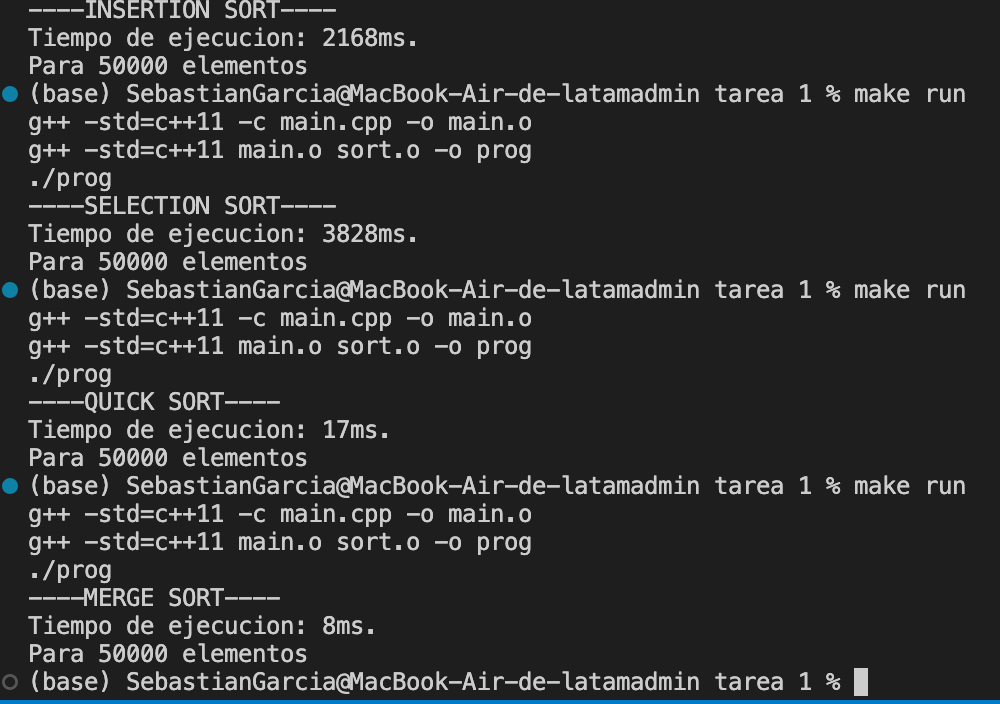 ----INSERTION SORT----
Tiempo de ejecucion: 2168ms.
Para 50000 elementos
(base) SebastianGarcia@MacBook-Air-de-latamadmin tarea 1 % make run
g++ -std=c++11 -c main.cpp -o main.o
g++ -std=c++11 main.o sort.o -o prog
./prog
----SELECTION SORT----
Tiempo de ejecucion: 3828ms.
Para 50000 elementos
(base) SebastianGarcia@MacBook-Air-de-latamadmin tarea 1 % make run
g++ -std=c++11 -c main.cpp -o main.o
g++ -std=c++11 main.o sort.o -o prog
./prog
----QUICK SORT----
Tiempo de ejecucion: 17ms.
Para 50000 elementos
(base) SebastianGarcia@MacBook-Air-de-latamadmin tarea 1 % make run
g++ -std=c++11 -c main.cpp -o main.o
g++ -std=c++11 main.o sort.o -o prog
./prog
----MERGE SORT----
Tiempo de ejecucion: 8ms.
Para 50000 elementos
(base) SebastianGarcia@MacBook-Air-de-latamadmin tarea 1 %